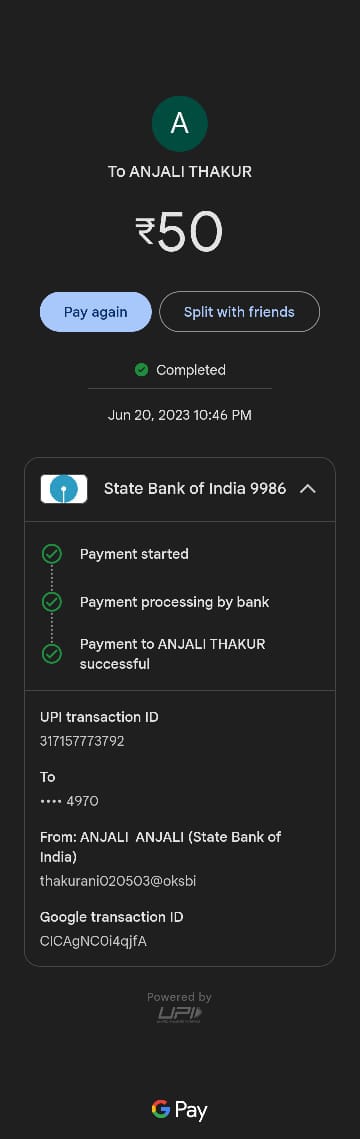 A
To ANJALI THAKUR
₹50
Pay again
Split with friends
Completed
Jun 20, 2023 10:46 PM
State Bank of India 9986
Payment started
Payment processing by bank
Payment to ANJALI THAKUR
successful
UPI transaction ID
317157773792
To
•••• 4970
From: ANJALI ANJALI (State Bank of
India)
thakurani020503@oksbi
Google transaction ID
CICAgNC0i4qjfA
Powered by
UPI
G Pay